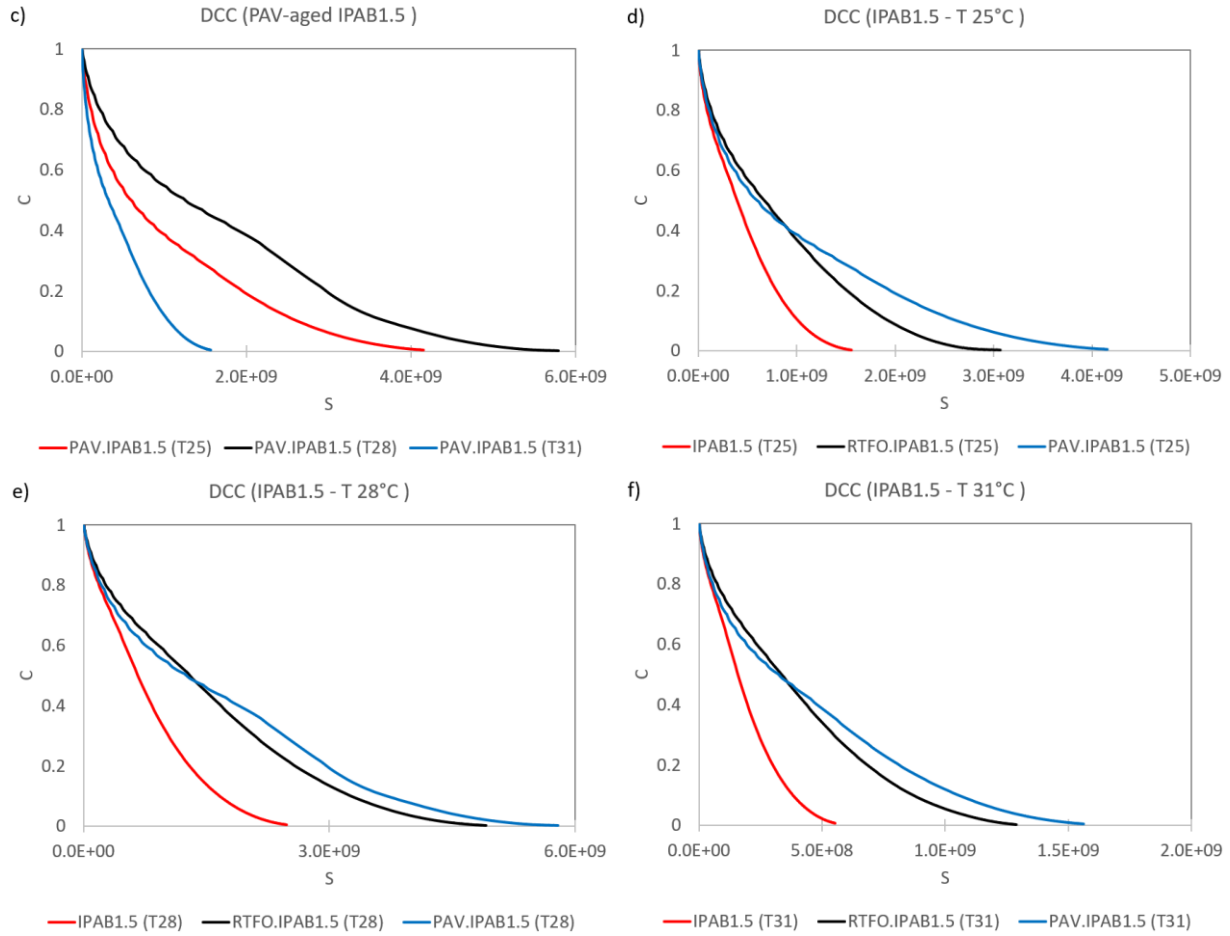 c)
DCC (PAV-aged IPAB1.5 )
1
0.8
0.6
0.4
0.2
0
C
0.0E+00 2.0E+09 4.0E+09 6.0E+09
S
PAV.IPAB1.5 (T25) PAV.IPAB1.5 (T28) PAV.IPAB1.5 (T31)
d)
DCC (IPAB1.5 - T 25°C )
1
0.8
0.6
0.4
0.2
0
C
0.0E+00 1.0E+09 2.0E+09 3.0E+09 4.0E+09 5.0E+09
S
IPAB1.5 (T25) RTFO.IPAB1.5 (T25) PAV.IPAB1.5 (T25)
e)
DCC (IPAB1.5 - T 28°C )
1
0.8
0.6
0.4
0.2
0
C
0.0E+00 3.0E+09 6.0E+09
S
IPAB1.5 (T28) RTFO.IPAB1.5 (T28) PAV.IPAB1.5 (T28)
f)
DCC (IPAB1.5 - T 31°C )
1
0.8
0.6
0.4
0.2
0
C
0.0E+00 5.0E+08 1.0E+09 1.5E+09 2.0E+09
S
IPAB1.5 (T31) RTFO.IPAB1.5 (T31) PAV.IPAB1.5 (T31)